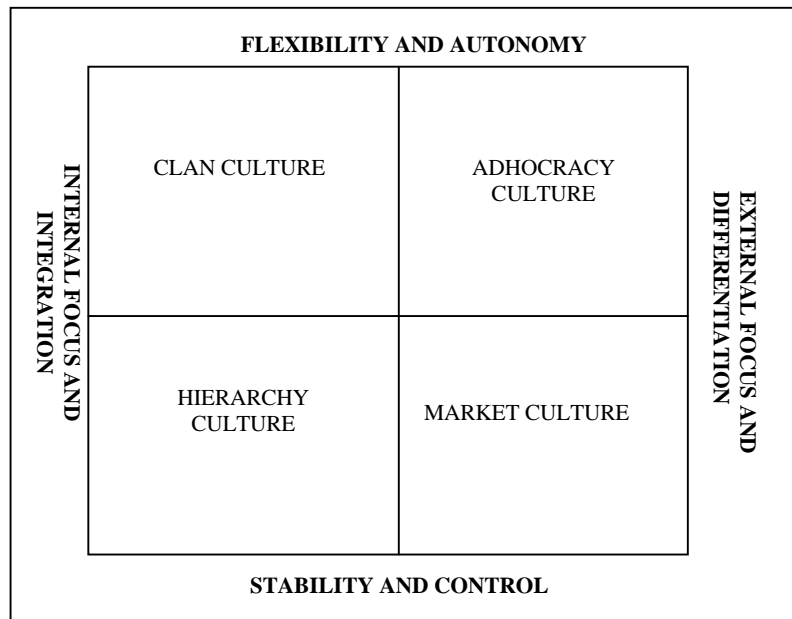 FLEXIBILITY AND AUTONOMY
INTERNAL FOCUS AND
INTEGRATION
CLAN CULTURE
ADHOCRACY
CULTURE
EXTERNAL FOCUS AND
DIFFERENTIATION
HIERARCHY
CULTURE
MARKET CULTURE
STABILITY AND CONTROL